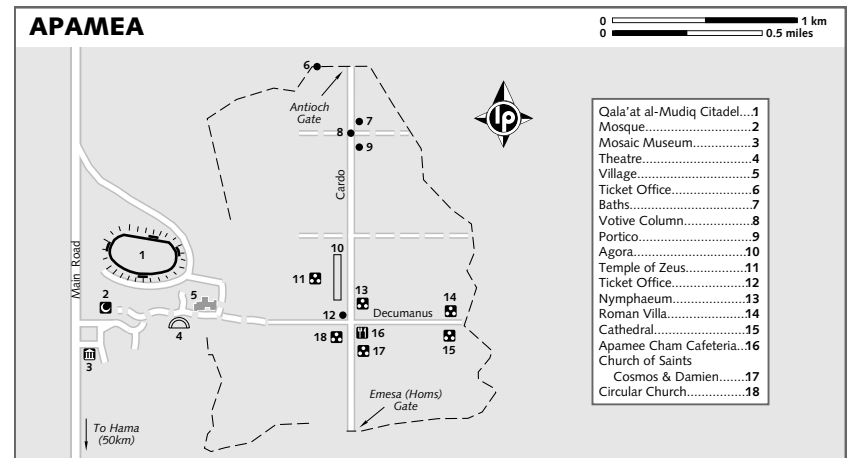 APAMEA
0 1 km
0 0.5 miles
6
Antioch
Gate
7
8
9
lp
Cardo
Main Road
1
10
11
2
5
13
14
12
Decumanus
4
18
16
17
15
3
Emesa (Homs)
Gate
To Hama
(50km)
Qala'at al-Mudiq Citadel....1
Mosque............................2
Mosaic Museum................3
Theatre.............................4
Village...............................5
Ticket Office.....................6
Baths.................................7
Votive Column..................8
Portico...............................9
Agora..............................10
Temple of Zeus................11
Ticket Office...................12
Nymphaeum...................13
Roman Villa.....................14
Cathedral........................15
Apamee Cham Cafeteria..16
Church of Saints
Cosmos & Damien.......17
Circular Church................18